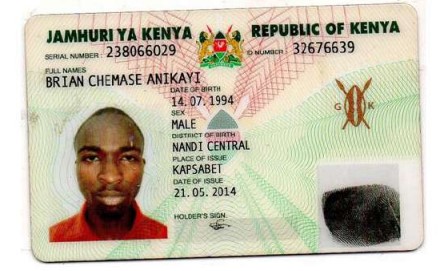 JAMHURI YA KENYA REPUBLIC OF KENYA
SERIAL NUMBER: 238066029 ID NUMBER: 32676639
FULL NAMES
BRIAN CHEMASE ANIKAYI
DATE OF BIRTH
14.07.1994
SEX
MALE
DISTRICT OF BIRTH
NANDI CENTRAL
PLACE OF ISSUE
KAPSABET
DATE OF ISSUE
21.05.2014
HOLDER'S SIGN.
G K